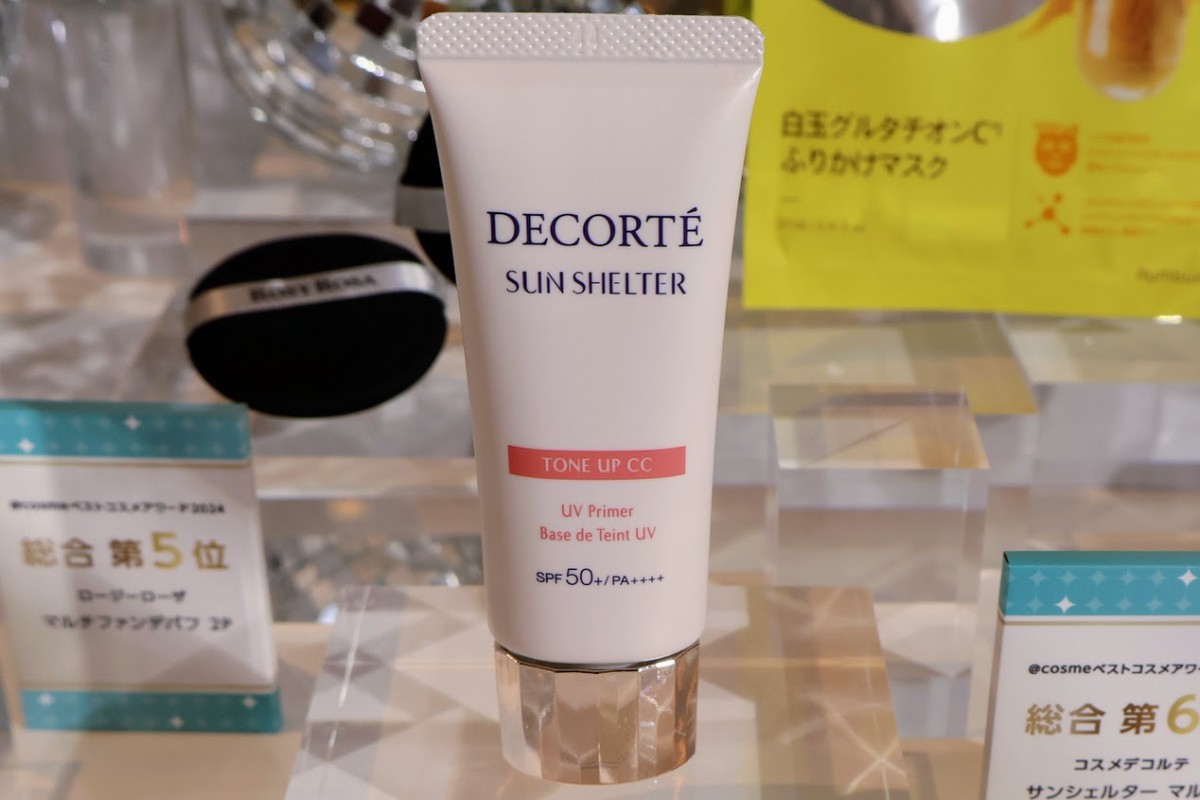 DECORTÉ
SUN SHELTER
TONE UP CC
UV Primer
Base de Teint UV
SPF 50+/PA++++
白玉グルタチオンC
ふりかけマスク
ROSY ROSA
@cosmeベストコスメアワード2024
総合 第5位
ロージーローザ
マルチファンデパフ 2P
@cosmeベストコスメアワ
総合 第6
コスメデコルテ
サンシェルター マル